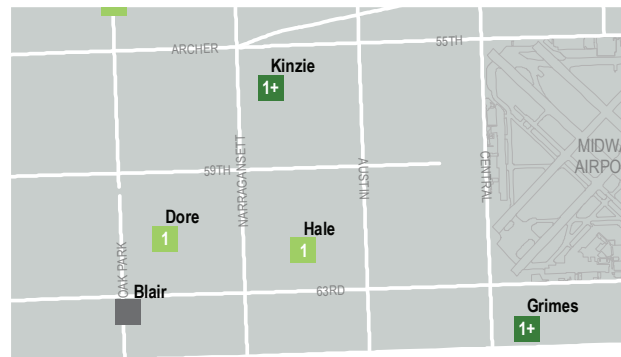 ARCHER
55TH
Kinzie
1+
MIDWA
AIRPO
NARRAGANSETT
AUSTIN
CENTRAL
59TH
Dore
1
Hale
1
OAK PARK
Blair
63RD
Grimes
1+